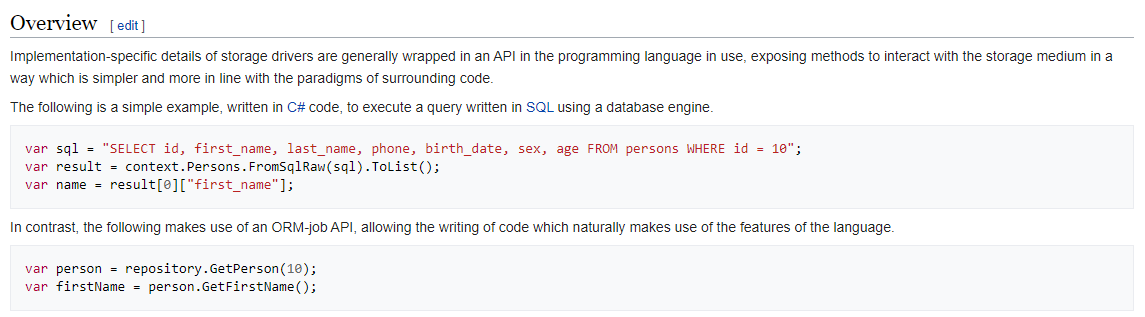 Overview [ edit ]
Implementation-specific details of storage drivers are generally wrapped in an API in the programming language in use, exposing methods to interact with the storage medium in a
way which is simpler and more in line with the paradigms of surrounding code.
The following is a simple example, written in C# code, to execute a query written in SQL using a database engine.
var sql = "SELECT id, first_name, last_name, phone, birth_date, sex, age FROM persons WHERE id = 10";
var result = context.Persons.FromSqlRaw(sql).ToList();
var name = result[0]["first_name"];
In contrast, the following makes use of an ORM-job API, allowing the writing of code which naturally makes use of the features of the language.
var person = repository.GetPerson(10);
var firstName = person.GetFirstName();